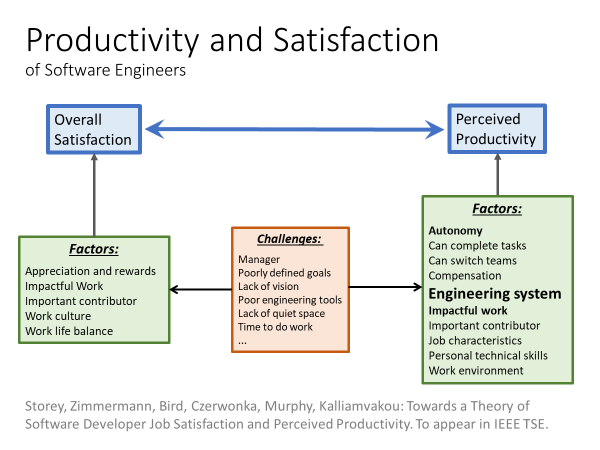 Productivity and Satisfaction
of Software Engineers
Overall
Satisfaction
Perceived
Productivity
Factors:
Appreciation and rewards
Impactful Work
Important contributor
Work culture
Work life balance
Challenges:
Manager
Poorly defined goals
Lack of vision
Poor engineering tools
Lack of quiet space
Time to do work
...
Factors:
Autonomy
Can complete tasks
Can switch teams
Compensation
Engineering system
Impactful work
Important contributor
Job characteristics
Personal technical skills
Work environment
Storey, Zimmermann, Bird, Czerwonka, Murphy, Kalliamvakou: Towards a Theory of
Software Developer Job Satisfaction and Perceived Productivity. To appear in IEEE TSE.